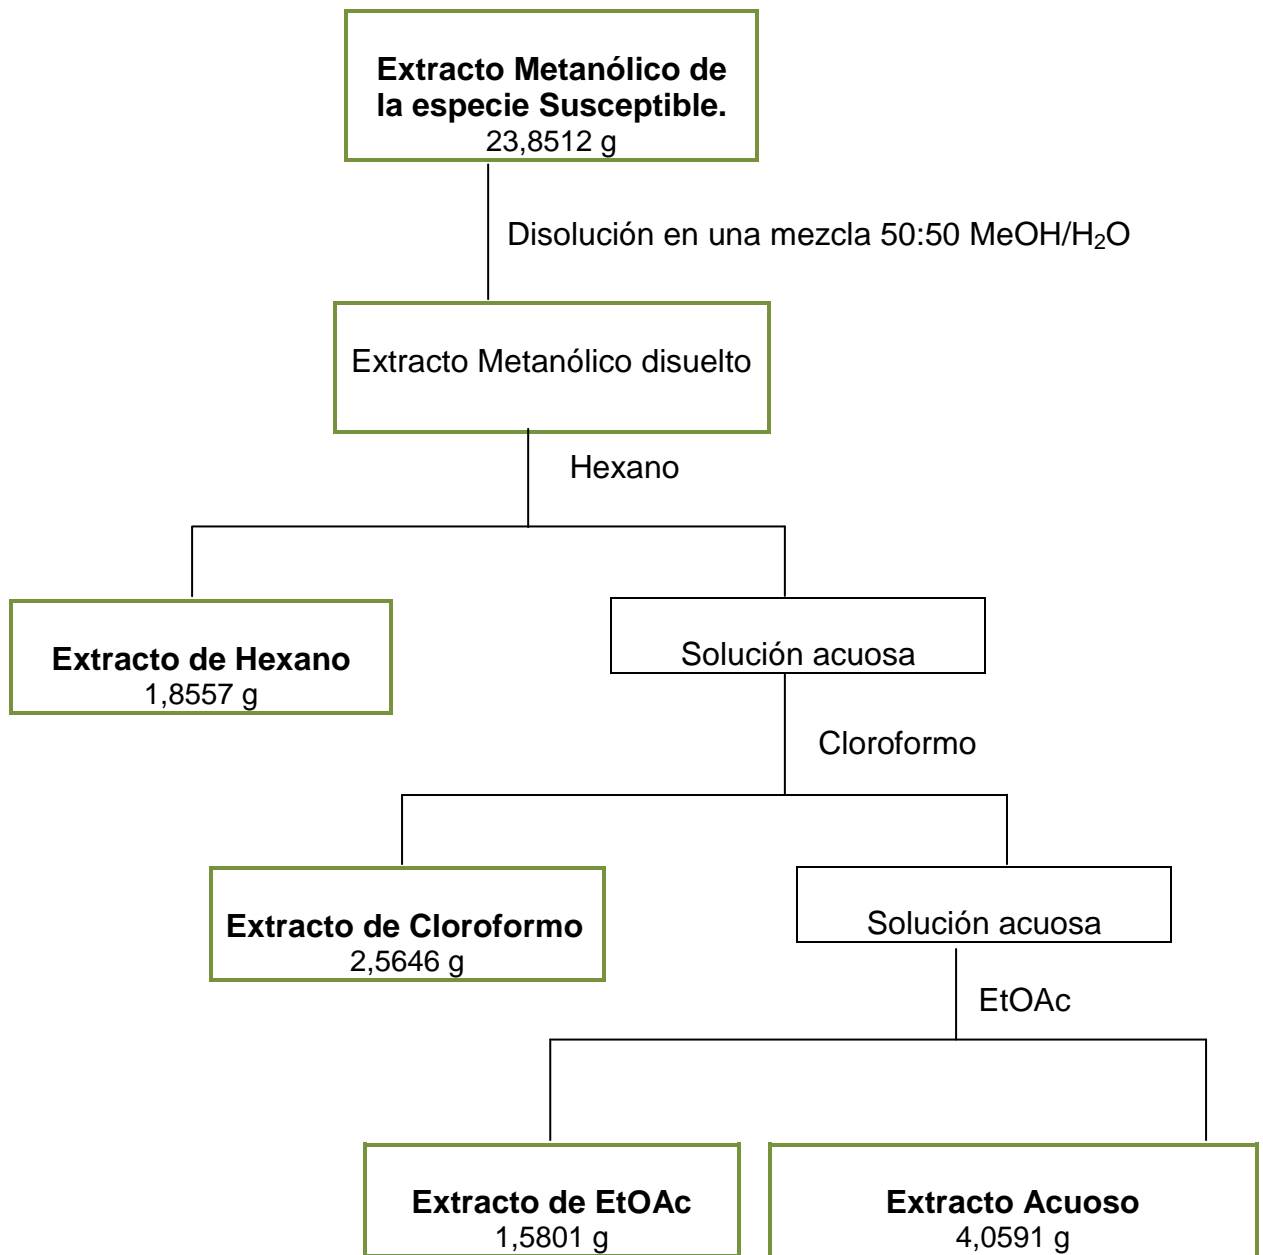 Extracto Metanólico de
la especie Susceptible.
23,8512 g
Disolución en una mezcla 50:50 MeOH/H₂O
Extracto Metanólico disuelto
Hexano
Extracto de Hexano
1,8557 g
Solución acuosa
Cloroformo
Extracto de Cloroformo
2,5646 g
Solución acuosa
EtOAc
Extracto de EtOAc
1,5801 g
Extracto Acuoso
4,0591 g